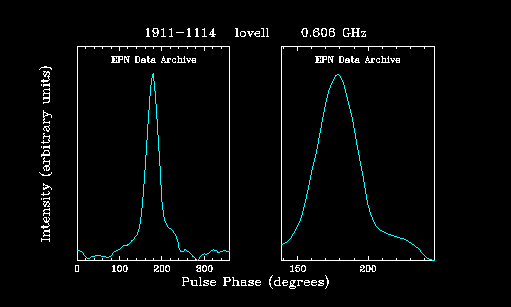 1911-1114 lovell 0.606 GHz
EPN Data Archive EPN Data Archive
Intensity (arbitrary units)
0 100 200 300 150 200
Pulse Phase (degrees)